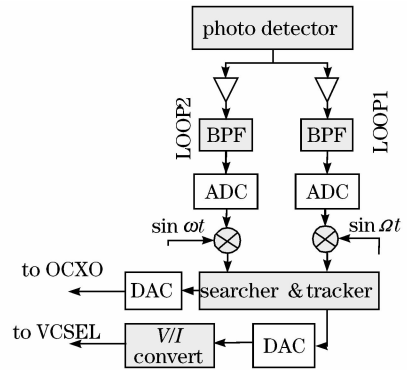 photo detector
LOOP2
LOOP1
BPF
BPF
ADC
ADC
sin ωt
sin Ωt
to OCXO
DAC
searcher & tracker
to VCSEL
V/I
convert
DAC